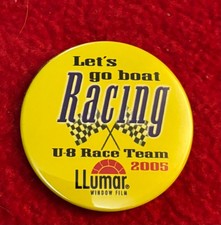 Let's
go boat
Racing
U-8 Race Team
2005
LLumar®
WINDOW FILM